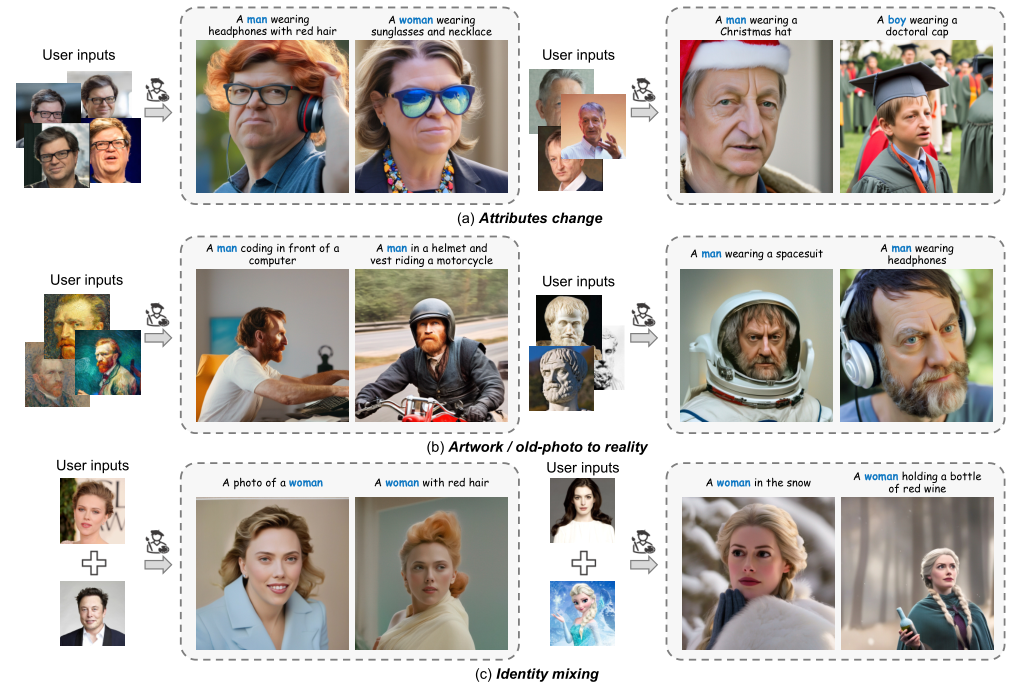 User inputs
A man wearing
headphones with red hair
A woman wearing
sunglasses and necklace
User inputs
A man wearing a
Christmas hat
A boy wearing a
doctoral cap
(a) Attributes change
User inputs
A man coding in front of a
computer
A man in a helmet and
vest riding a motorcycle
User inputs
A man wearing a spacesuit
A man wearing
headphones
(b) Artwork / old-photo to reality
User inputs
A photo of a woman
A woman with red hair
User inputs
A woman in the snow
A woman holding a bottle
of red wine
(c) Identity mixing